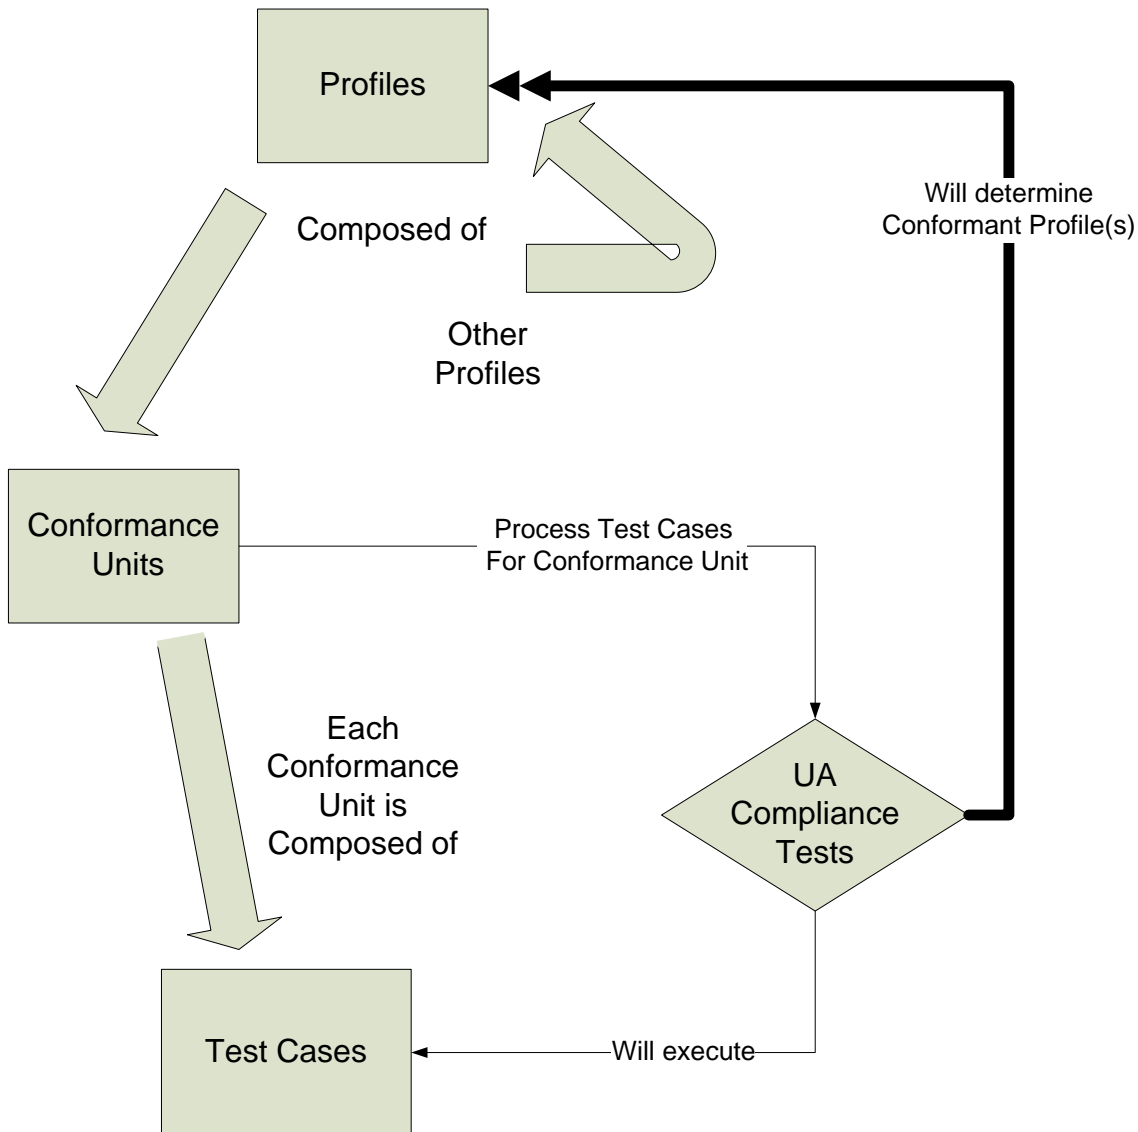 Profiles
Will determine
Conformant Profile(s)
Composed of
Other
Profiles
Conformance
Units
Process Test Cases
For Conformance Unit
Each
Conformance
Unit is
Composed of
UA
Compliance
Tests
Test Cases
Will execute